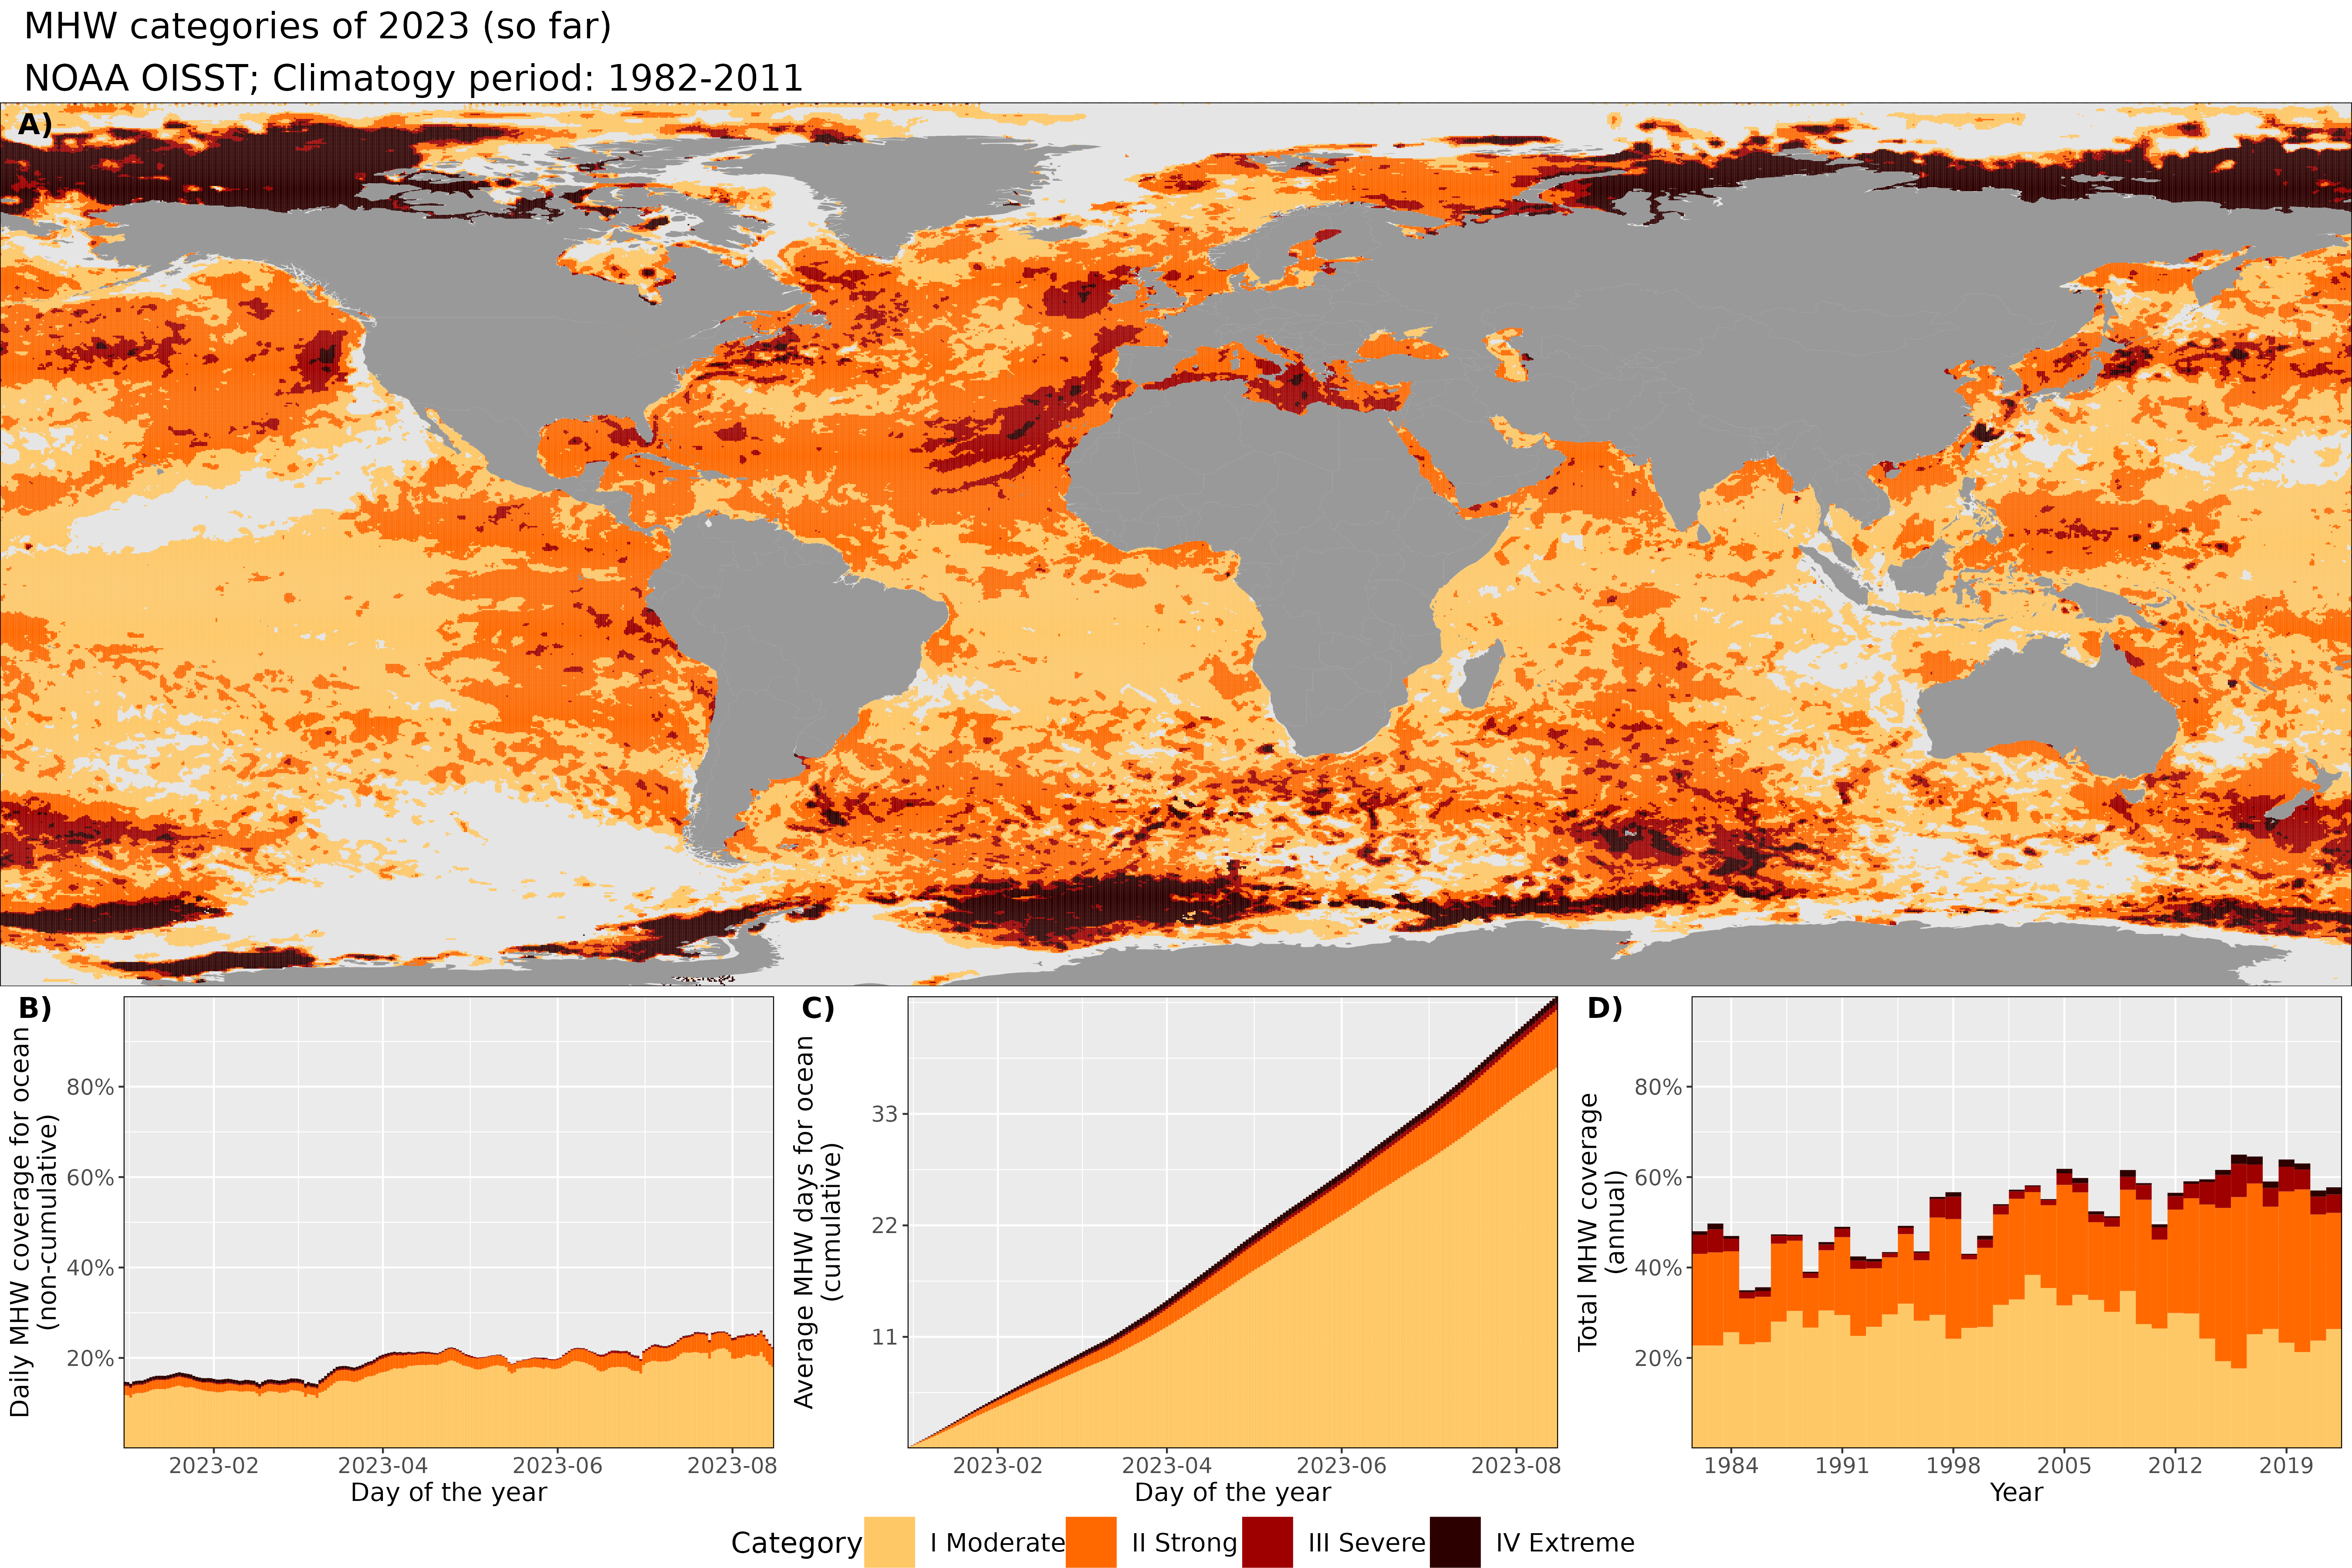 MHW categories of 2023 (so far)
NOAA OISST; Climatogy period: 1982-2011
A)
B)
Daily MHW coverage for ocean
(non-cumulative)
80%
60%
40%
20%
2023-02 2023-04 2023-06 2023-08
Day of the year
C)
Average MHW days for ocean
(cumulative)
33
22
11
2023-02 2023-04 2023-06 2023-08
Day of the year
D)
Total MHW coverage
(annual)
80%
60%
40%
20%
1984 1991 1998 2005 2012 2019
Year
Category I Moderate II Strong III Severe IV Extreme